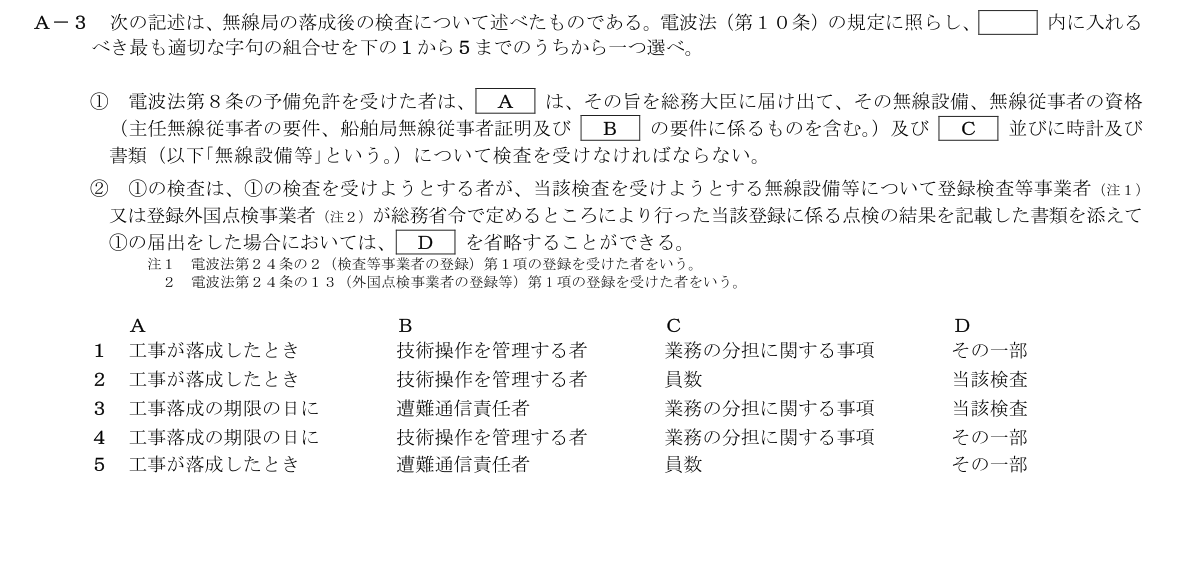 A－3　次の記述は、無線局の落成後の検査について述べたものである。電波法（第１０条）の規定に照らし、　　　内に入れる
べき最も適切な字句の組合せを下の1から5までのうちから一つ選べ。
①　電波法第８条の予備免許を受けた者は、 A は、その旨を総務大臣に届け出て、その無線設備、無線従事者の資格
（主任無線従事者の要件、船舶局無線従事者証明及び B の要件に係るものを含む。）及び C 並びに時計及び
書類（以下「無線設備等」という。）について検査を受けなければならない。
②　①の検査は、①の検査を受けようとする者が、当該検査を受けようとする無線設備等について登録検査等事業者（注１）
又は登録外国点検事業者（注２）が総務省令で定めるところにより行った当該登録に係る点検の結果を記載した書類を添えて
①の届出をした場合においては、 D を省略することができる。
注１　電波法第２４条の２（検査等事業者の登録）第１項の登録を受けた者をいう。
２　電波法第２４条の１３（外国点検事業者の登録等）第１項の登録を受けた者をいう。
A　B　C　D
1　工事が落成したとき　技術操作を管理する者　業務の分担に関する事項　その一部
2　工事が落成したとき　技術操作を管理する者　員数　当該検査
3　工事落成の期限の日に　遭難通信責任者　業務の分担に関する事項　当該検査
4　工事落成の期限の日に　技術操作を管理する者　業務の分担に関する事項　その一部
5　工事が落成したとき　遭難通信責任者　員数　その一部